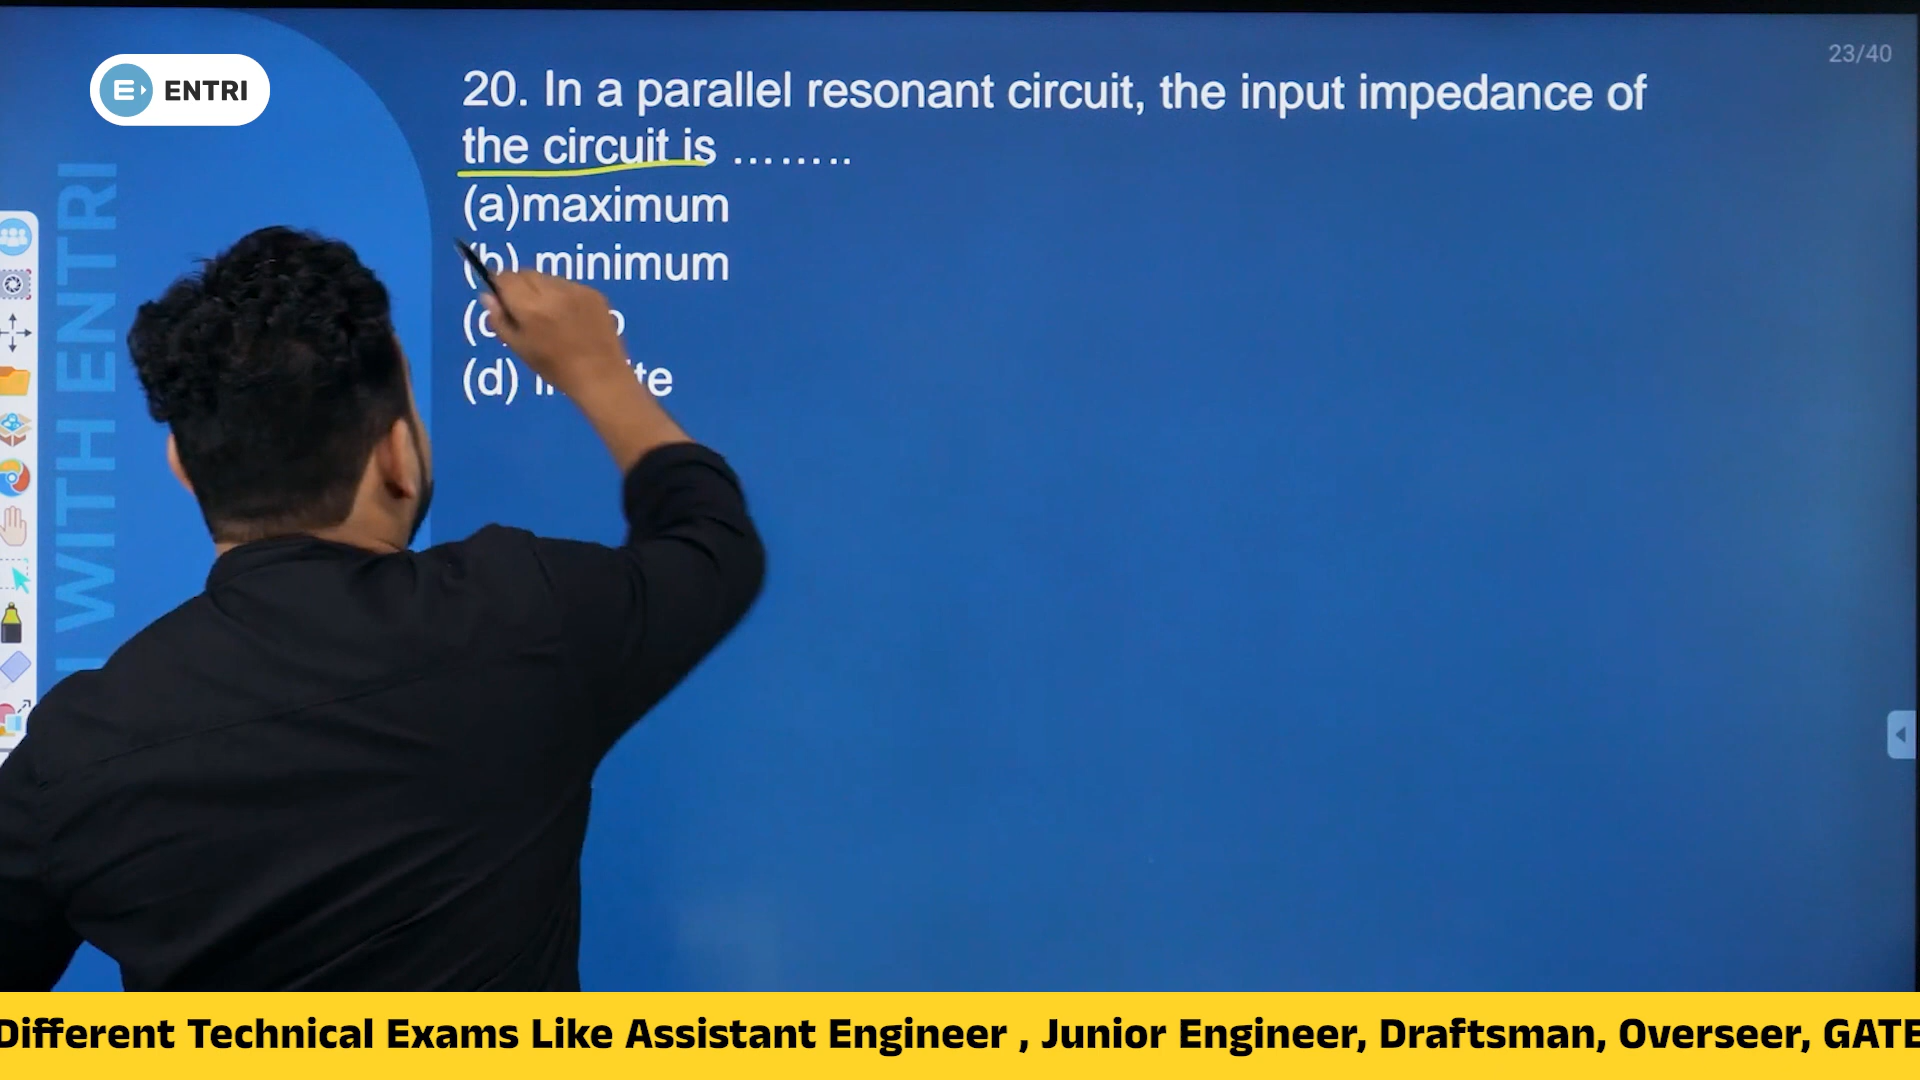 ENTRI
23/40
20. In a parallel resonant circuit, the input impedance of
the circuit is ........
(a)maximum
(b) minimum
(d)
WITH ENTRI
Different Technical Exams Like Assistant Engineer , Junior Engineer, Draftsman, Overseer, GATE